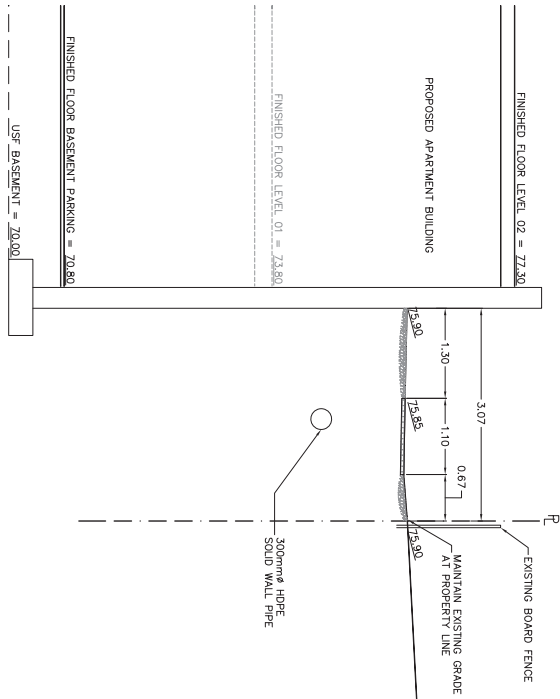 FINISHED FLOOR LEVEL 02 = 77.30
PROPOSED APARTMENT BUILDING
FINISHED FLOOR LEVEL 01 = 73.80
FINISHED FLOOR BASEMENT PARKING = 70.80
USF BASEMENT = 70.00
3.07
1.30
1.10
0.67
75.90
75.85
75.90
PL
EXISTING BOARD FENCE
MAINTAIN EXISTING GRADE
AT PROPERTY LINE
300mmø HDPE
SOLID WALL PIPE